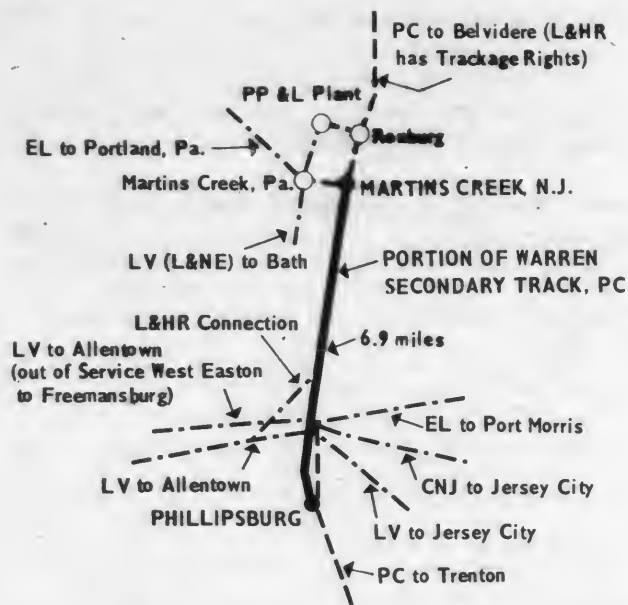 PC to Belvidere (L&HR
has Trackage Rights)
PP &L Plant
Roxburg
EL to Portland, Pa.
Martins Creek, Pa.
MARTINS CREEK, N.J.
LV (L&NE) to Bath
PORTION OF WARREN
SECONDARY TRACK, PC
L&HR Connection
6.9 miles
LV to Allentown
(out of Service West Easton
to Freemansburg)
EL to Port Morris
LV to Allentown
CNJ to Jersey City
PHILLIPSBURG
LV to Jersey City
PC to Trenton